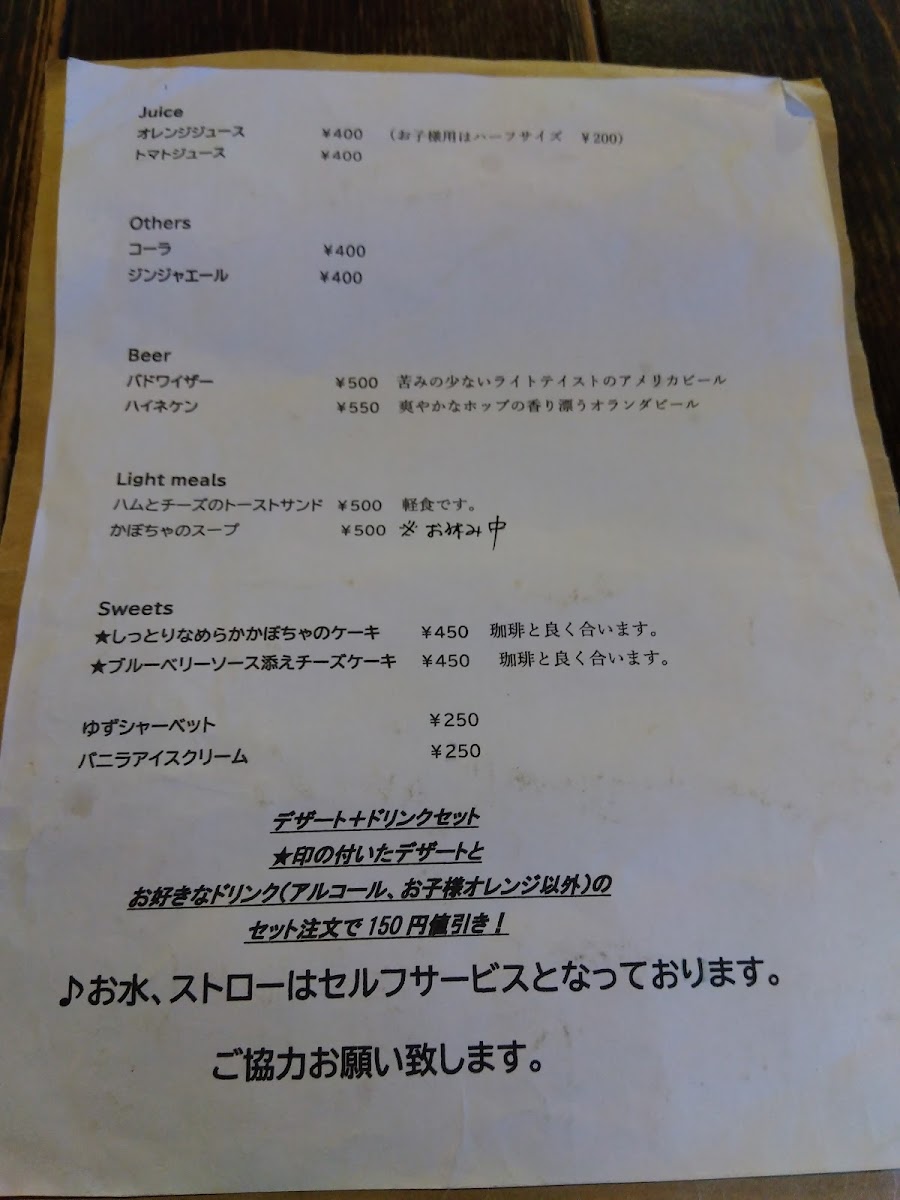 Juice
オレンジジュース ¥400 (お子様用はハーフサイズ ¥200)
トマトジュース ¥400
Others
コーラ ¥400
ジンジャエール ¥400
Beer
バドワイザー ¥500 苦みの少ないライトテイストのアメリカビール
ハイネケン ¥550 爽やかなホップの香り漂うオランダビール
Light meals
ハムとチーズのトーストサンド ¥500 軽食です。
かぼちゃのスープ ¥500 ※お休み中
Sweets
★しっとりなめらかかぼちゃのケーキ ¥450 珈琲と良く合います。
★ブルーベリーソース添えチーズケーキ ¥450 珈琲と良く合います。
ゆずシャーベット ¥250
バニラアイスクリーム ¥250
デザート+ドリンクセット
★印の付いたデザートと
お好きなドリンク(アルコール、お子様オレンジ以外)の
セット注文で150円値引き!
♪お水、ストローはセルフサービスとなっております。
ご協力お願い致します。